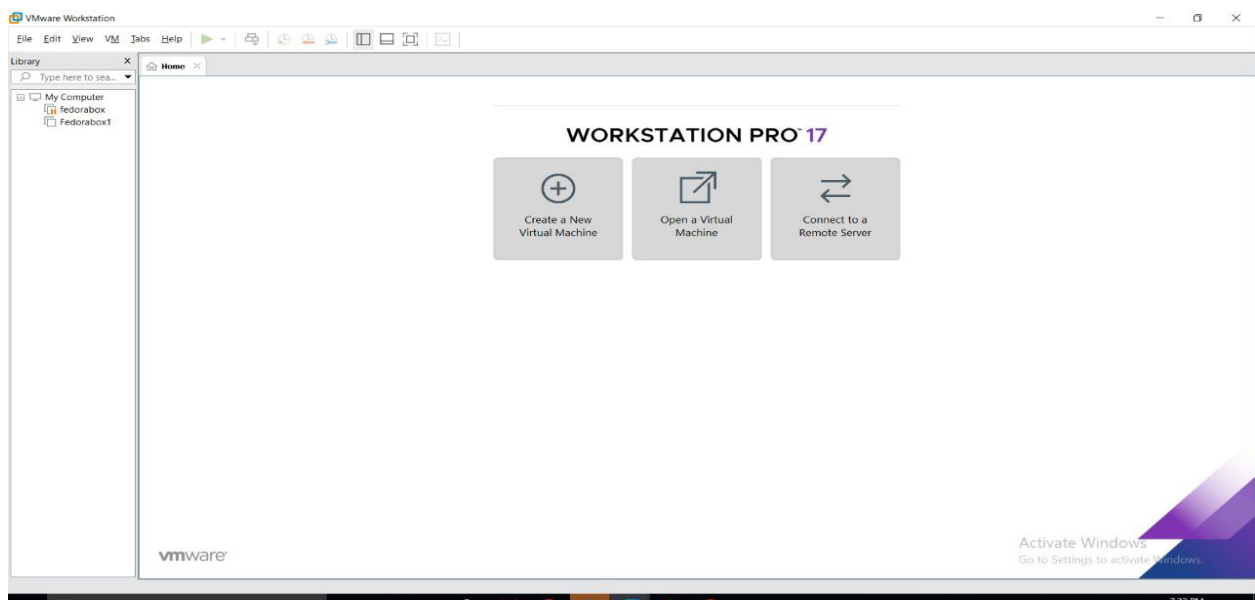 VMware Workstation
File Edit View VM Tabs Help
Library
Type here to sea...
Home
My Computer
fedorabox
Fedorabox1
WORKSTATION PRO™ 17
Create a New
Virtual Machine
Open a Virtual
Machine
Connect to a
Remote Server
vmware
Activate Windows
Go to Settings to activate Windows.